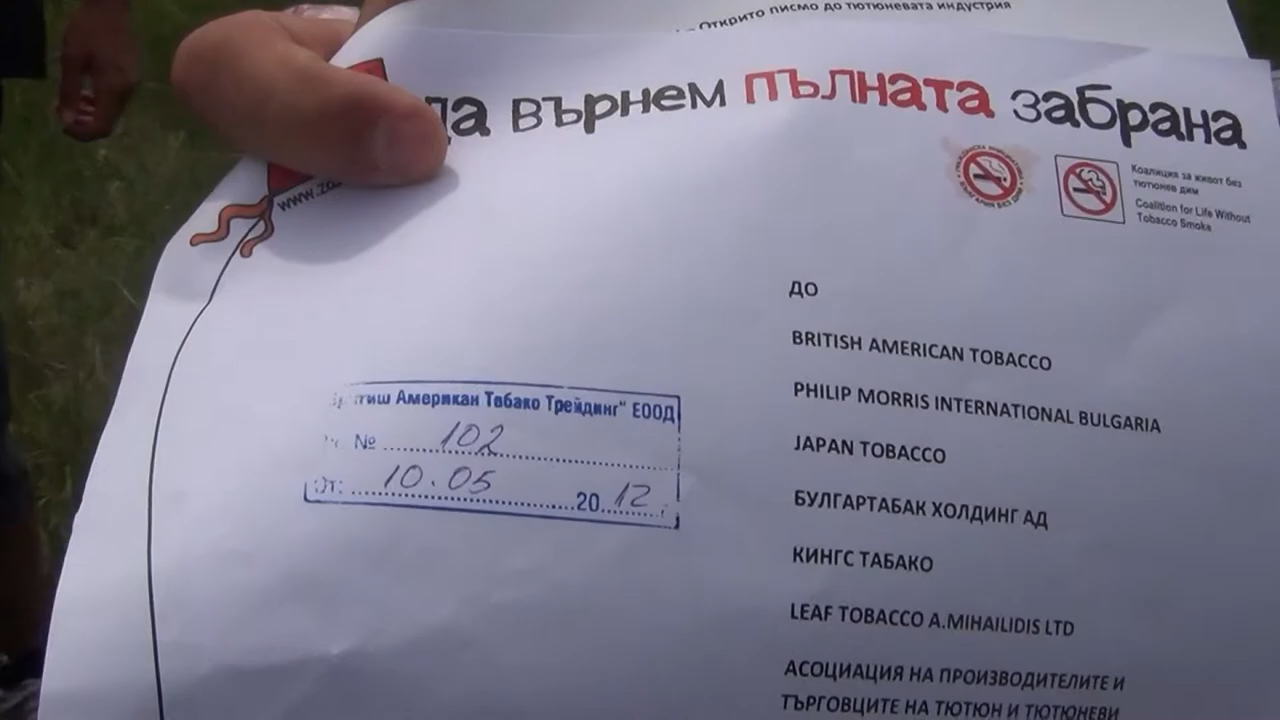 Открито писмо до тютюневата индустрия
да върнем пълната забрана
www.
БЪЛГАРИЯ БЕЗ ДИМ
Коалиция за живот без
тютюнев дим
Coalition for Life Without
Tobacco Smoke
ДО
BRITISH AMERICAN TOBACCO
PHILIP MORRIS INTERNATIONAL BULGARIA
JAPAN TOBACCO
БУЛГАРТАБАК ХОЛДИНГ АД
КИНГС ТАБАКО
LEAF TOBACCO A.MIHAILIDIS LTD
АСОЦИАЦИЯ НА ПРОИЗВОДИТЕЛИТЕ И
ТЪРГОВЦИТЕ НА ТЮТЮН И ТЮТЮНЕВИ
Американ Табако Трейдинг" ЕООД
№ 102
От: 10.05 2012